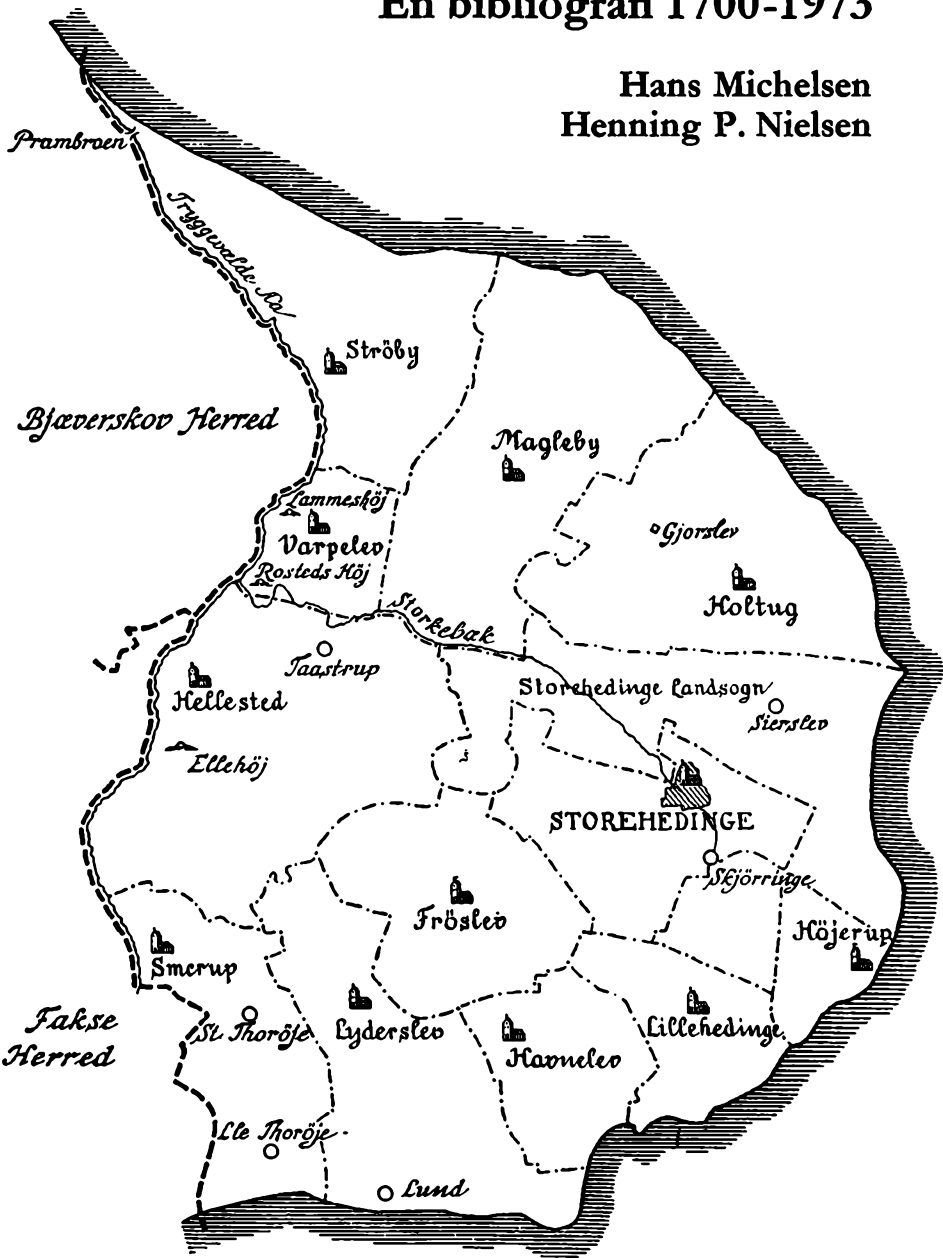 En bibliografi 1700-1973
Hans Michelsen
Henning P. Nielsen
Prambroen
Tryggevælde Aa
Ströby
Bjæverskov Herred
Magleby
Lammeshöj
Varpelev
Gjorslev
Rosteds Höj
Holtug
Storkebæk
Taastrup
Hellested
Storehedinge Landsogn
Sierslev
Ellehöj
STOREHEDINGE
Skjörringe
Fröslev
Höjerup
Smerup
Fakse
Herred
St. Thoröje
Lyderslev
Havnelev
Lillehedinge
Lle Thoröje
Lund